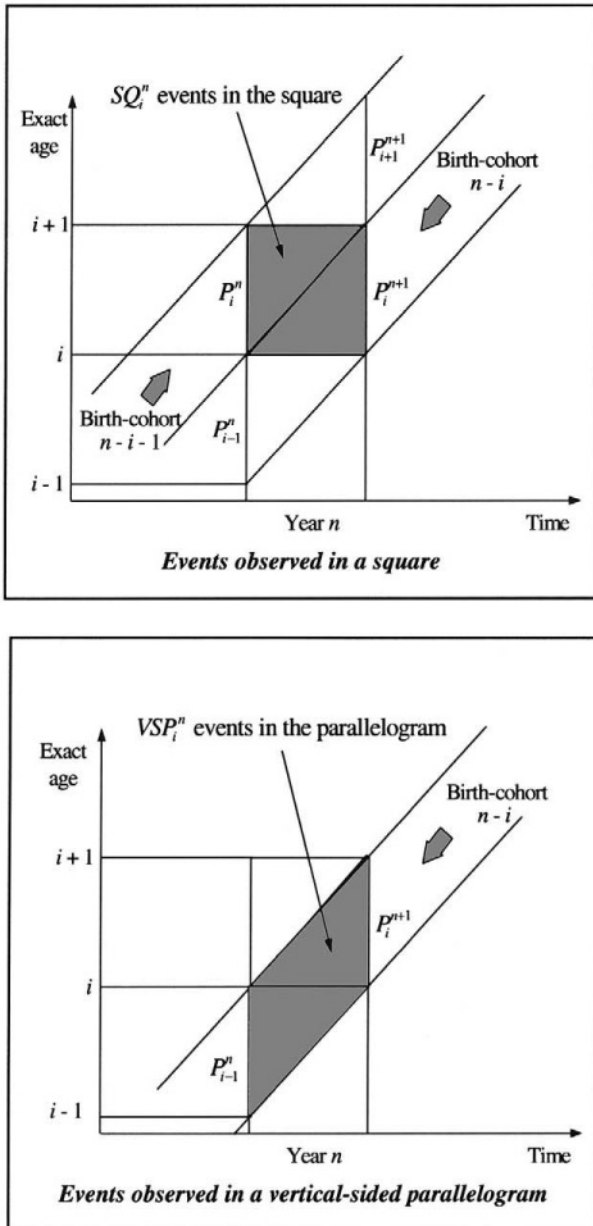 SQ_i^n events in the square
Exact
age
P_{i+1}^{n+1}
Birth-cohort
n - i
i + 1
P_i^n
P_i^{n+1}
i
Birth-cohort
n - i - 1
P_{i-1}^n
i - 1
Year n
Time
Events observed in a square
VSP_i^n events in the parallelogram
Exact
age
Birth-cohort
n - i
i + 1
P_i^{n+1}
i
P_{i-1}^n
i - 1
Year n
Time
Events observed in a vertical-sided parallelogram